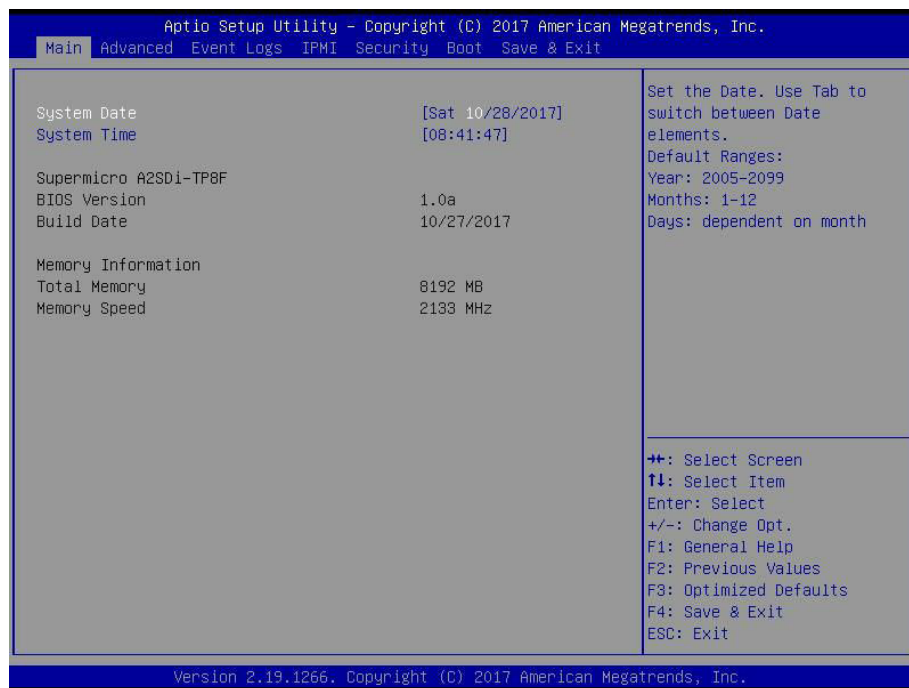 Aptio Setup Utility – Copyright (C) 2017 American Megatrends, Inc.
Main Advanced Event Logs IPMI Security Boot Save & Exit
System Date [Sat 10/28/2017]
System Time [08:41:47]
Supermicro A2SDi-TP8F
BIOS Version 1.0a
Build Date 10/27/2017
Memory Information
Total Memory 8192 MB
Memory Speed 2133 MHz
Set the Date. Use Tab to
switch between Date
elements.
Default Ranges:
Year: 2005-2099
Months: 1-12
Days: dependent on month
→←: Select Screen
↑↓: Select Item
Enter: Select
+/-: Change Opt.
F1: General Help
F2: Previous Values
F3: Optimized Defaults
F4: Save & Exit
ESC: Exit
Version 2.19.1266. Copyright (C) 2017 American Megatrends, Inc.